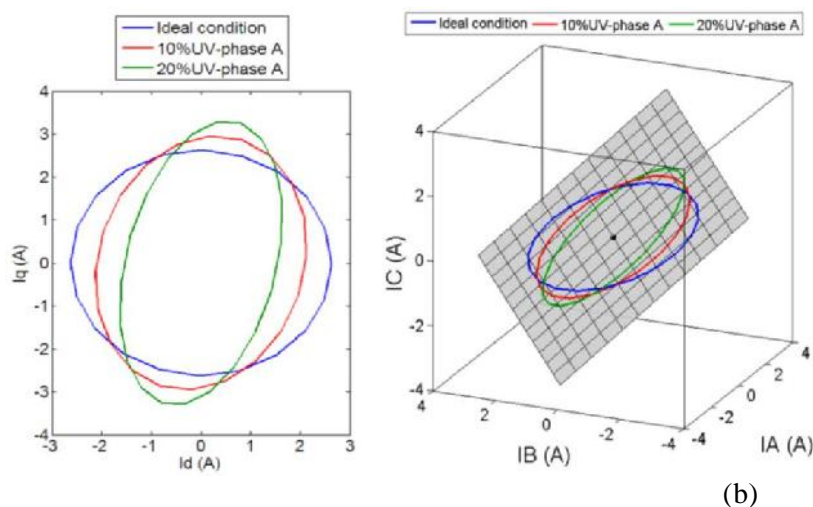 Ideal condition
10%UV-phase A
20%UV-phase A
4
3
2
1
0
-1
-2
-3
-4
-3 -2 -1 0 1 2 3
Iq (A)
Id (A)
Ideal condition 10%UV-phase A 20%UV-phase A
4
2
0
-2
-4
IC (A)
4 2 0 -2 -4
IB (A)
-4 -2 0 2 4
IA (A)
(b)